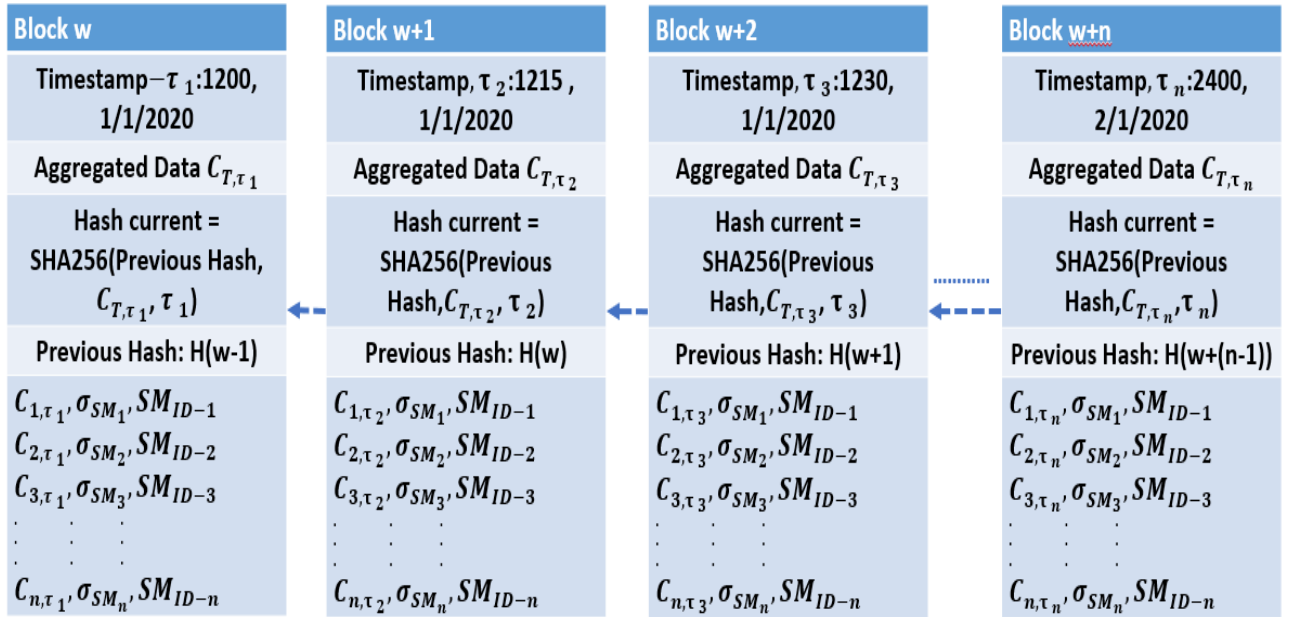 Block w
Timestamp−τ 1:1200,
1/1/2020
Aggregated Data C_{T,τ 1}
Hash current =
SHA256(Previous Hash,
C_{T,τ 1}, τ 1)
Previous Hash: H(w-1)
C_{1,τ 1}, σ_{SM_1}, SM_{ID−1}
C_{2,τ 1}, σ_{SM_2}, SM_{ID−2}
C_{3,τ 1}, σ_{SM_3}, SM_{ID−3}
. . .
. . .
. . .
C_{n,τ 1}, σ_{SM_n}, SM_{ID−n}
Block w+1
Timestamp, τ 2:1215 ,
1/1/2020
Aggregated Data C_{T,τ 2}
Hash current =
SHA256(Previous
Hash,C_{T,τ 2}, τ 2)
Previous Hash: H(w)
C_{1,τ 2}, σ_{SM_1}, SM_{ID−1}
C_{2,τ 2}, σ_{SM_2}, SM_{ID−2}
C_{3,τ 2}, σ_{SM_3}, SM_{ID−3}
. . .
. . .
. . .
C_{n,τ 2}, σ_{SM_n}, SM_{ID−n}
Block w+2
Timestamp, τ 3:1230,
1/1/2020
Aggregated Data C_{T,τ 3}
Hash current =
SHA256(Previous
Hash,C_{T,τ 3}, τ 3)
Previous Hash: H(w+1)
C_{1,τ 3}, σ_{SM_1}, SM_{ID−1}
C_{2,τ 3}, σ_{SM_2}, SM_{ID−2}
C_{3,τ 3}, σ_{SM_3}, SM_{ID−3}
. . .
. . .
. . .
C_{n,τ 3}, σ_{SM_n}, SM_{ID−n}
Block w+n
Timestamp, τ n:2400,
2/1/2020
Aggregated Data C_{T,τ n}
Hash current =
SHA256(Previous
Hash,C_{T,τ n},τ n)
Previous Hash: H(w+(n-1))
C_{1,τ n}, σ_{SM_1}, SM_{ID−1}
C_{2,τ n}, σ_{SM_2}, SM_{ID−2}
C_{3,τ n}, σ_{SM_3}, SM_{ID−3}
. . .
. . .
. . .
C_{n,τ n}, σ_{SM_n}, SM_{ID−n}